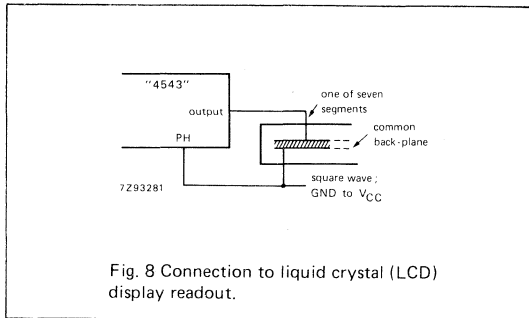 "4543"
output
PH
one of seven
segments
common
back-plane
square wave;
GND to VCC
7Z93281
Fig. 8 Connection to liquid crystal (LCD)
display readout.